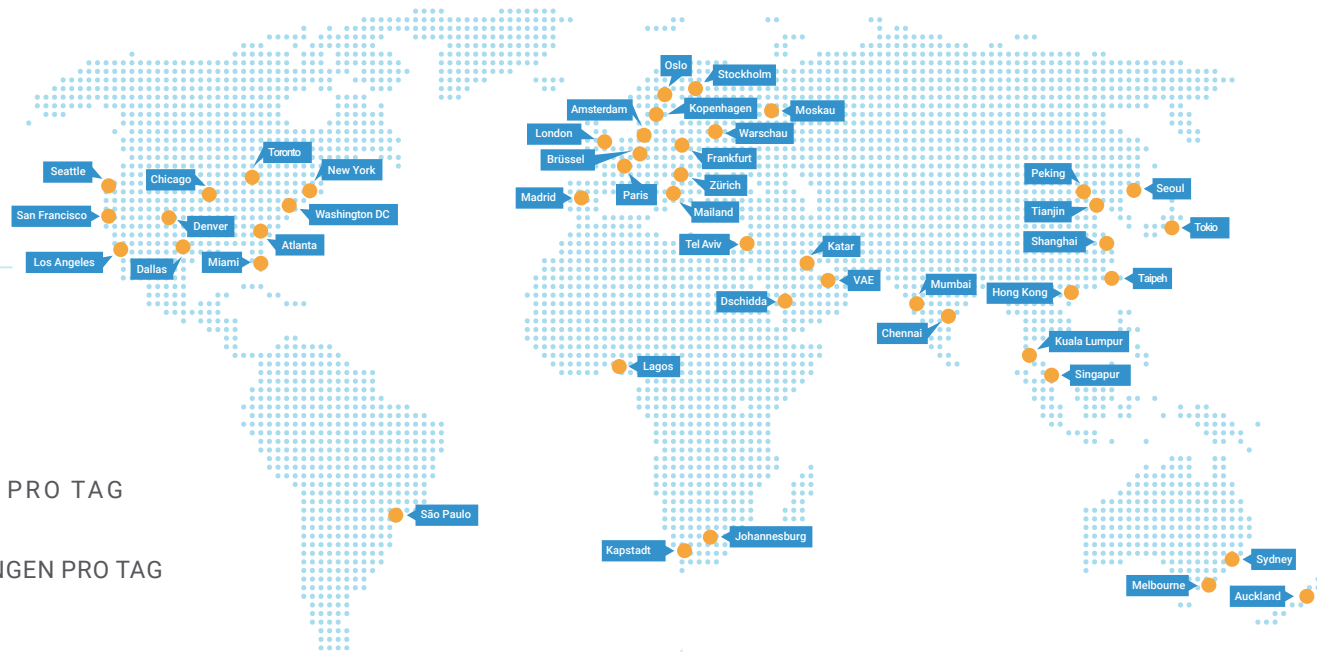 Oslo
Stockholm
Amsterdam
Kopenhagen
Moskau
London
Warschau
Brüssel
Frankfurt
Toronto
Seattle
Chicago
New York
Madrid
Paris
Zürich
Peking
Seoul
San Francisco
Denver
Washington DC
Mailand
Tianjin
Tokio
Los Angeles
Dallas
Miami
Atlanta
Tel Aviv
Katar
Shanghai
VAE
Mumbai
Hong Kong
Taipeh
Dschidda
Chennai
Kuala Lumpur
Lagos
Singapur
PRO TAG
São Paulo
Kapstadt
Johannesburg
NGEN PRO TAG
Sydney
Melbourne
Auckland